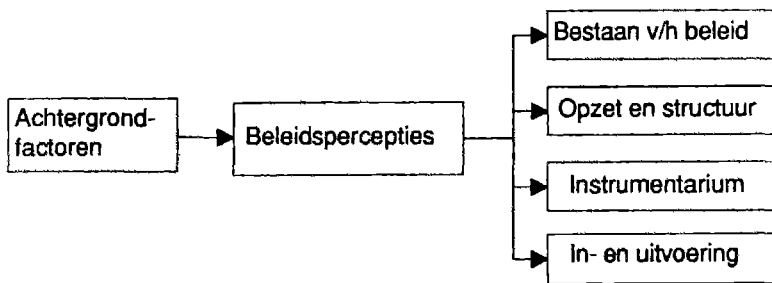 Achtergrond-
factoren
Beleidspercepties
Bestaan v/h beleid
Opzet en structuur
Instrumentarium
In- en uitvoering